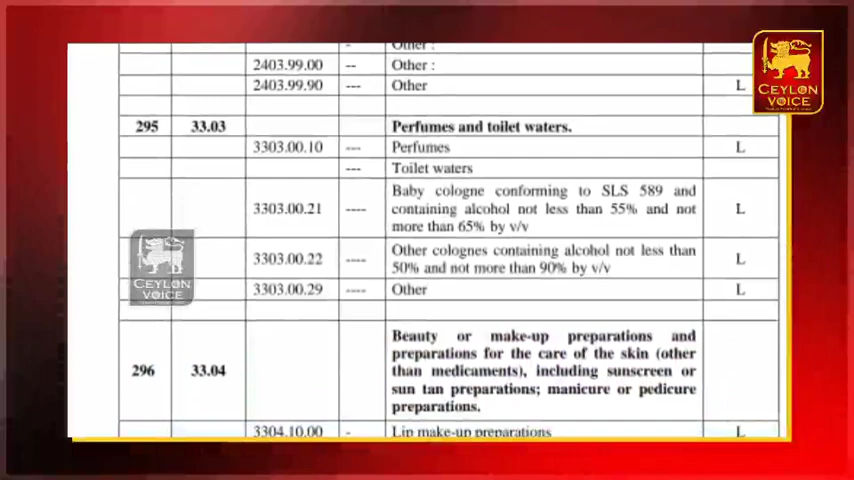 - Other :
2403.99.00 -- Other :
2403.99.90 --- Other L
295 33.03 Perfumes and toilet waters.
3303.00.10 --- Perfumes L
--- Toilet waters
Baby cologne conforming to SLS 589 and
3303.00.21 ---- containing alcohol not less than 55% and not L
more than 65% by v/v
3303.00.22 ---- Other colognes containing alcohol not less than L
50% and not more than 90% by v/v
3303.00.29 ---- Other L
Beauty or make-up preparations and
preparations for the care of the skin (other
296 33.04 than medicaments), including sunscreen or
sun tan preparations; manicure or pedicure
preparations.
3304.10.00 - Lip make-up preparations L
CEYLON
VOICE
CEYLON
VOICE